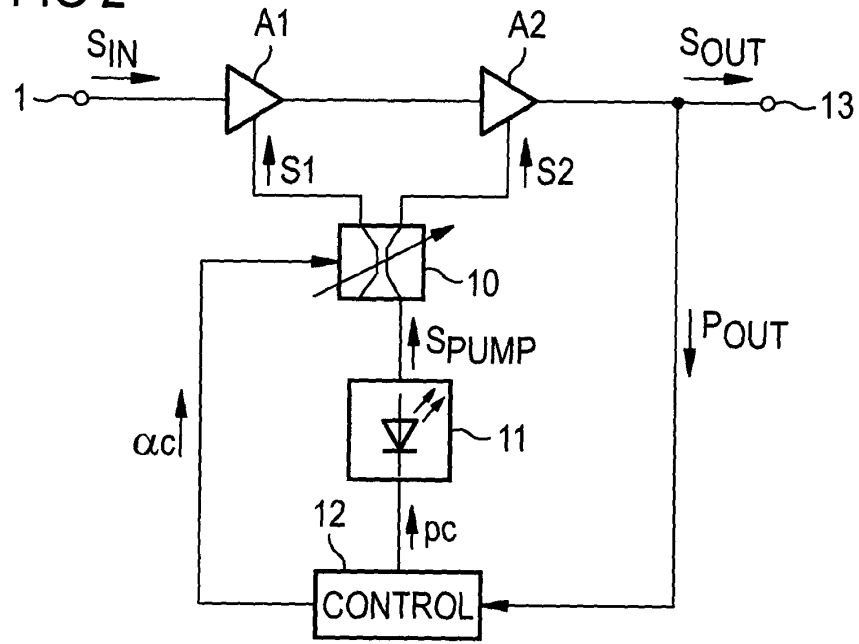 FIG 2
A1
A2
SIN
SOUT
1
13
S1
S2
10
SPUMP
POUT
αc
11
12
pc
CONTROL